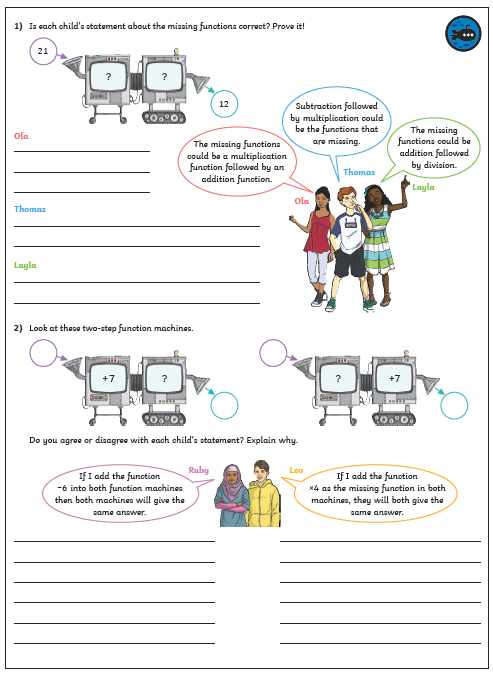 1) Is each child's statement about the missing functions correct? Prove it!
21
?
?
12
Ola
Thomas
Layla
The missing functions
could be a multiplication
function followed by an
addition function.
Ola
Subtraction followed
by multiplication could
be the functions that
are missing.
Thomas
The missing
functions could be
addition followed
by division.
Layla
2) Look at these two-step function machines.
+7
?
?
+7
Do you agree or disagree with each child's statement? Explain why.
If I add the function
−6 into both function machines
then both machines will give the
same answer.
Ruby
Leo
If I add the function
×4 as the missing function in both
machines, they will both give the
same answer.